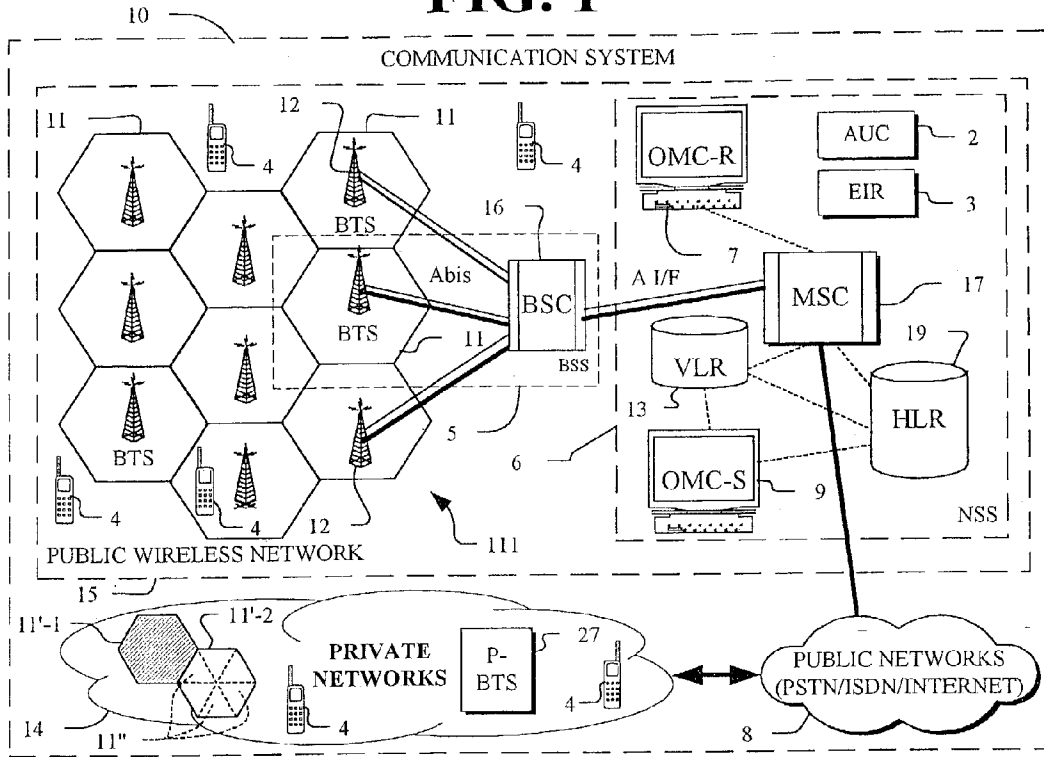 FIG. 1
10
COMMUNICATION SYSTEM
11
12
11
4
4
OMC-R
AUC
2
EIR
3
16
7
BTS
Abis
BSC
A I/F
MSC
17
BTS
11
BSS
VLR
13
19
HLR
BTS
5
6
OMC-S
9
4
4
12
111
NSS
PUBLIC WIRELESS NETWORK
15
11'-1
11'-2
PRIVATE NETWORKS
P-BTS
27
4
4
14
11"
PUBLIC NETWORKS
(PSTN/ISDN/INTERNET)
8